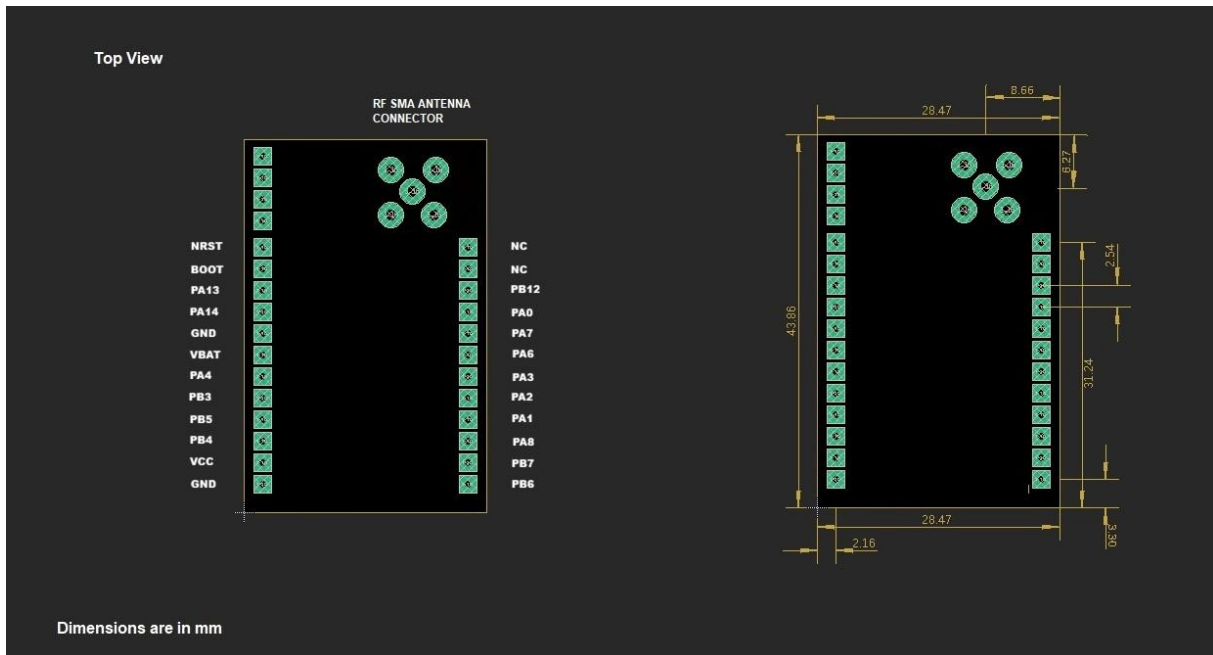 Top View
RF SMA ANTENNA
CONNECTOR
NRST
BOOT
PA13
PA14
GND
VBAT
PA4
PB3
PB5
PB4
VCC
GND
NC
NC
PB12
PA0
PA7
PA6
PA3
PA2
PA1
PA8
PB7
PB6
8.66
28.47
6.27
2.54
43.86
31.24
28.47
3.30
2.16
Dimensions are in mm